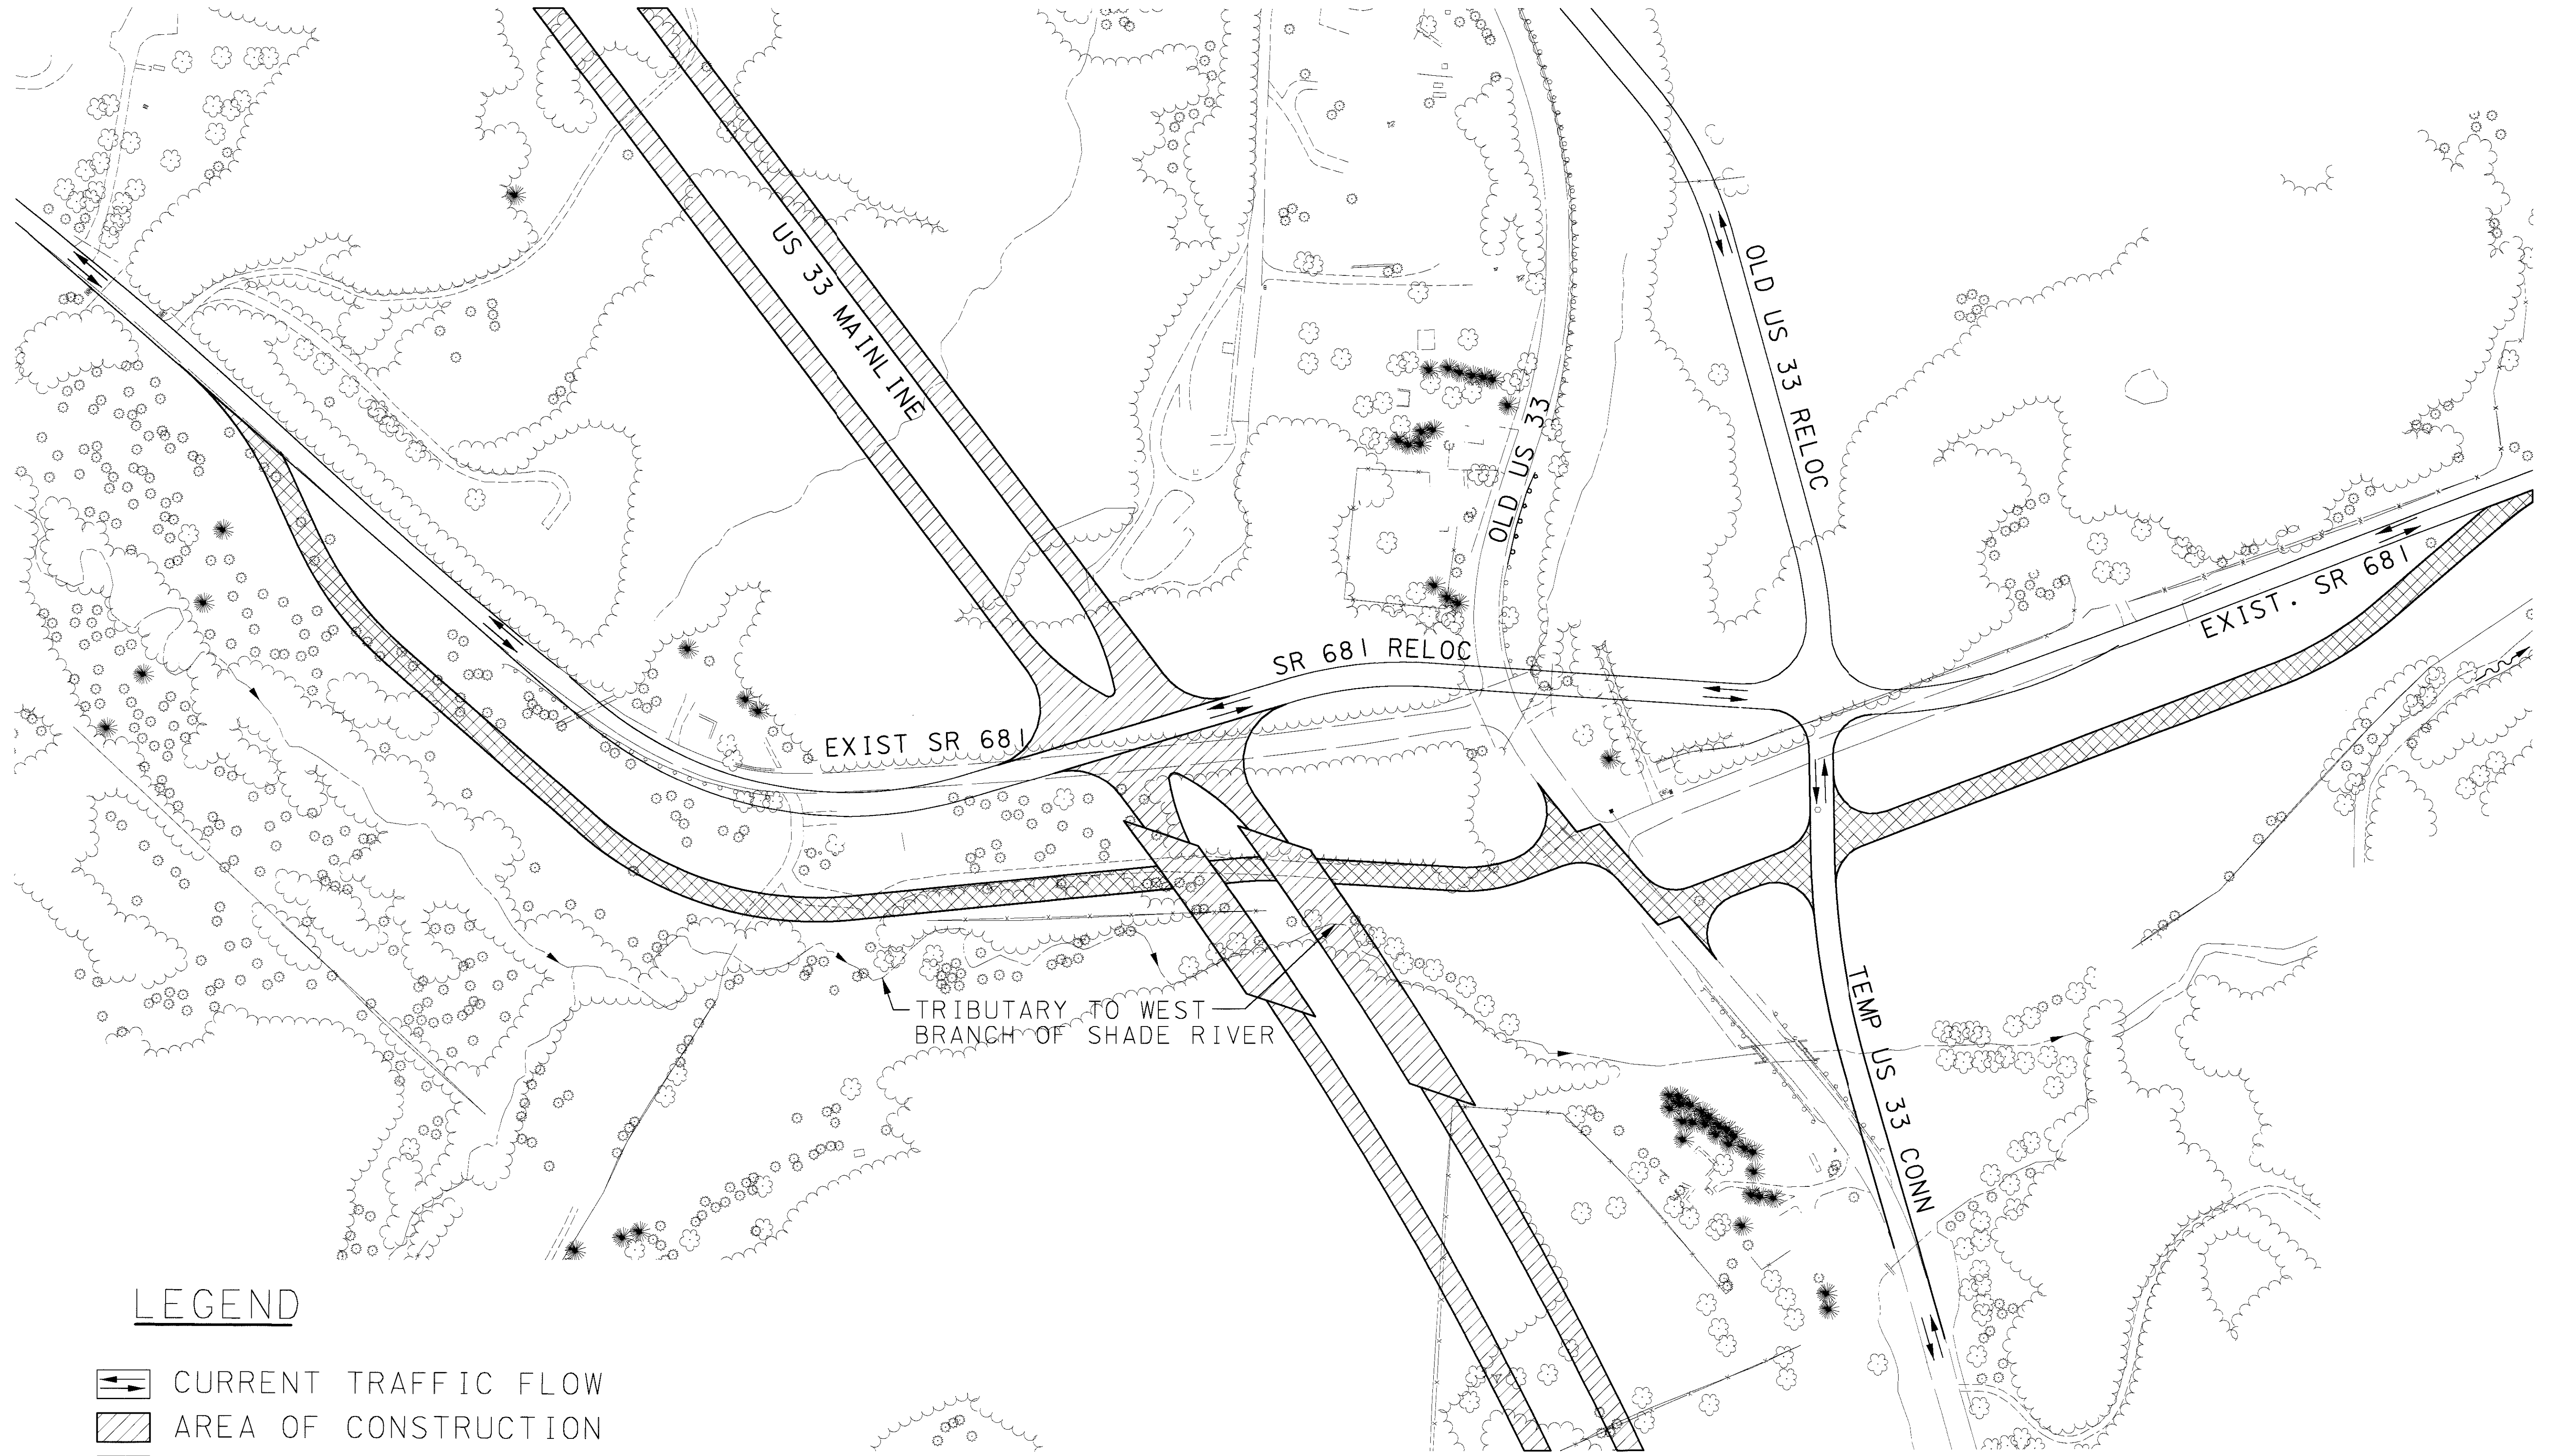 US 33 MAINLINE
OLD US 33 RELOC
OLD US 33
SR 681 RELOC
EXIST. SR 681
EXIST SR 681
TRIBUTARY TO WEST
BRANCH OF SHADE RIVER
TEMP US 33 CONN
LEGEND
CURRENT TRAFFIC FLOW
AREA OF CONSTRUCTION